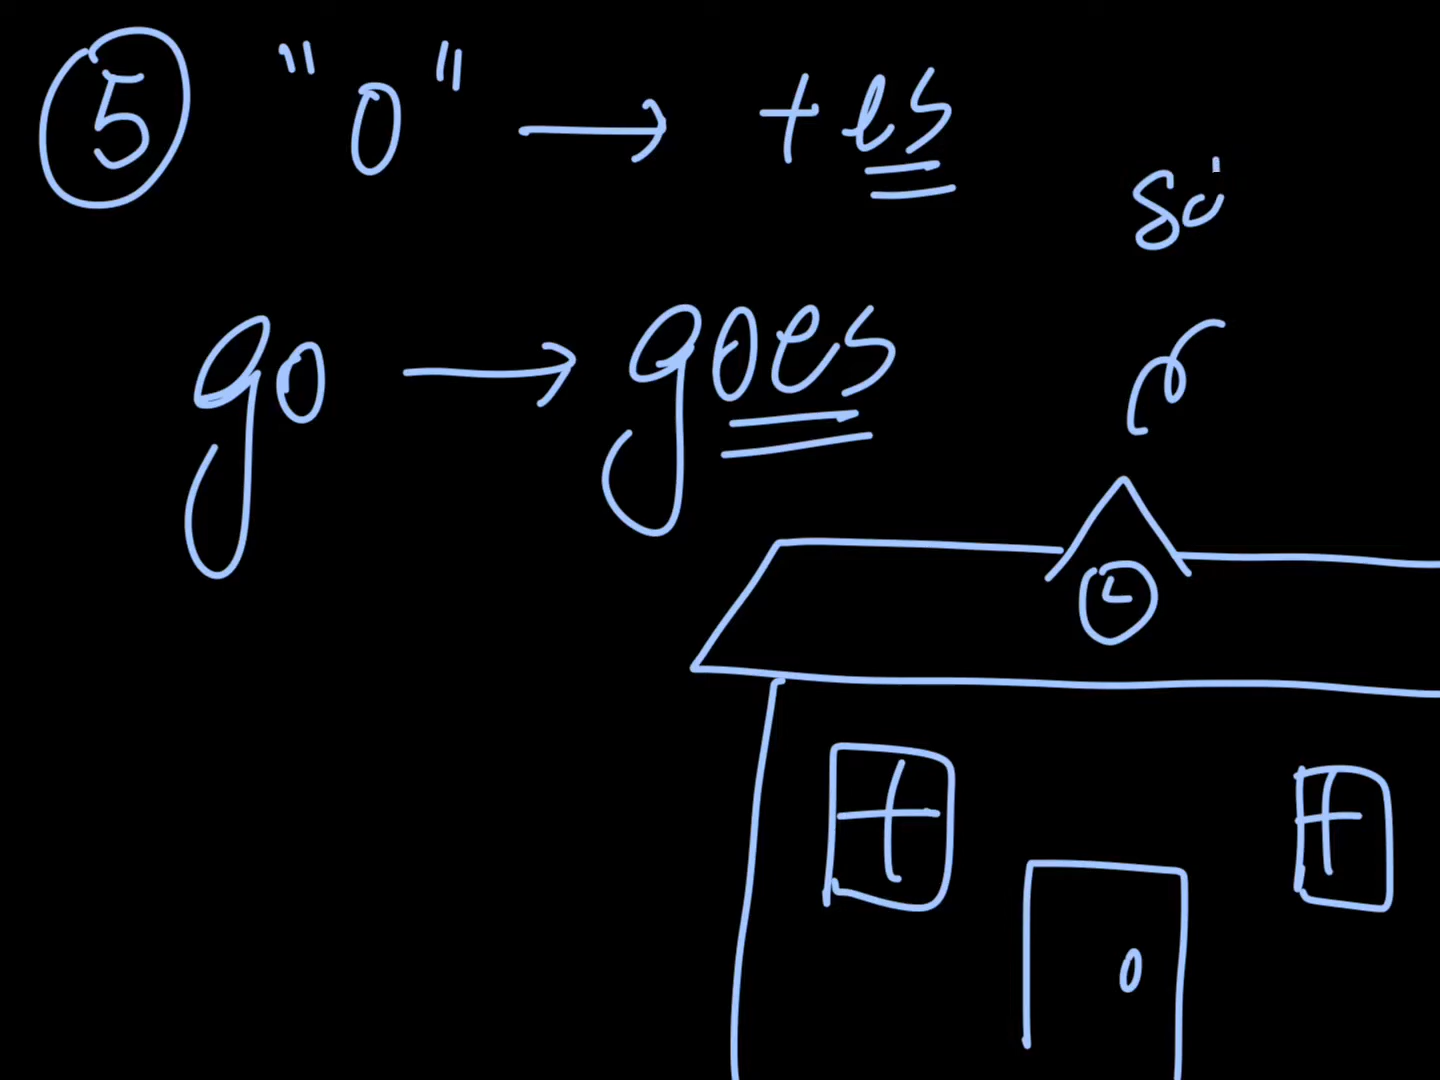 ⑤ "o" → +es
go → goes